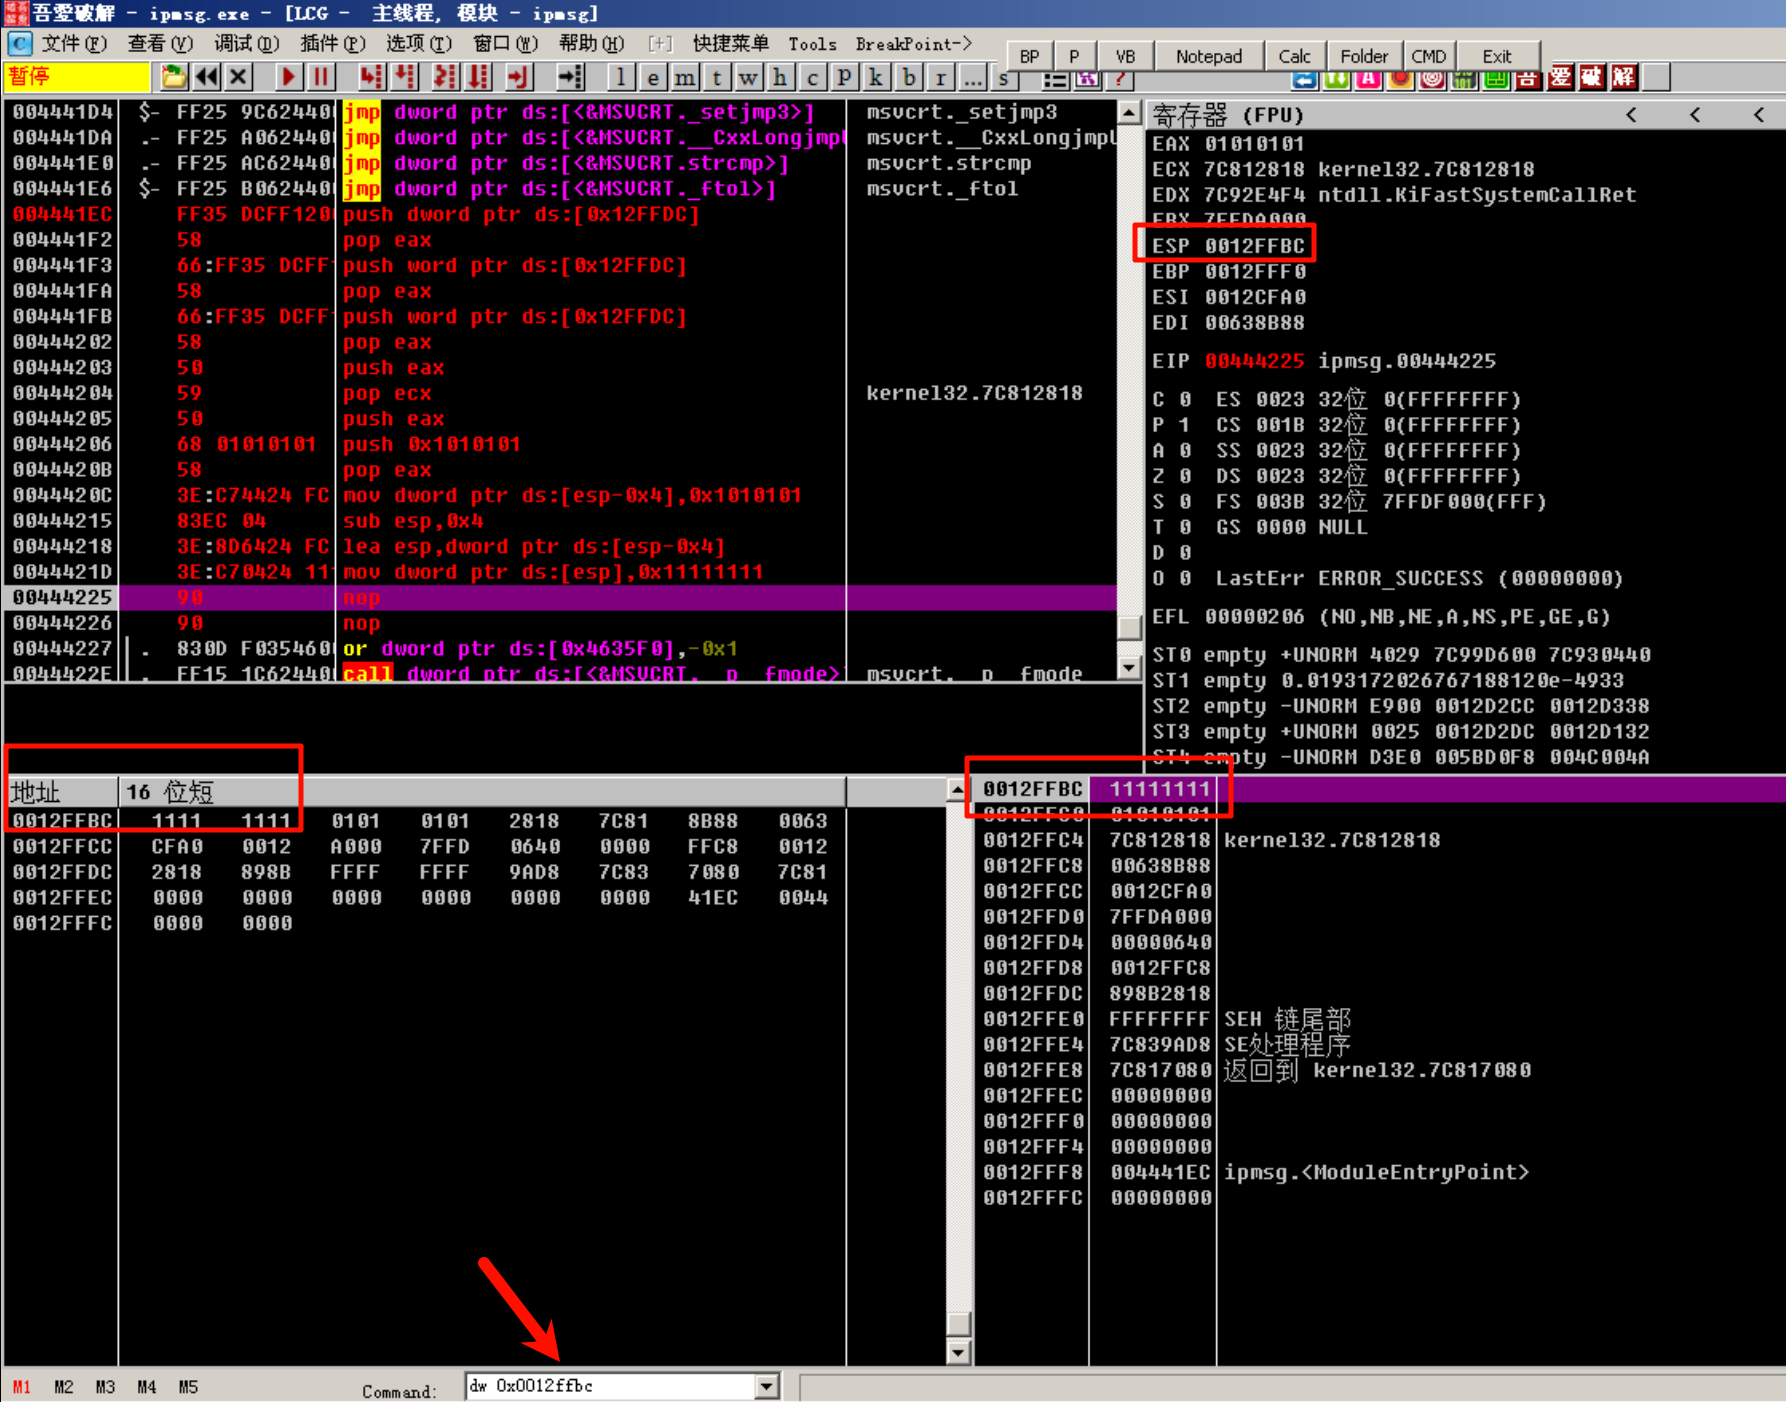 吾愛破解 - ipmsg.exe - [LCG - 主线程, 模块 - ipmsg]
C 文件(F) 查看(V) 调试(D) 插件(P) 选项(T) 窗口(W) 帮助(H) [+] 快捷菜单 Tools BreakPoint->
BP P VB Notepad Calc Folder CMD Exit
暂停 l e m t w h c P k b r ... s ? 吾 爱 破 解
004441D4 $- FF25 9C62440 jmp dword ptr ds:[<&MSVCRT._setjmp3>] msvcrt._setjmp3
004441DA .- FF25 A062440 jmp dword ptr ds:[<&MSVCRT.__CxxLongjmp msvcrt.__CxxLongjmp
004441E0 .- FF25 AC62440 jmp dword ptr ds:[<&MSVCRT.strcmp>] msvcrt.strcmp
004441E6 $- FF25 B062440 jmp dword ptr ds:[<&MSVCRT._ftol>] msvcrt._ftol
004441EC FF35 DCFF120 push dword ptr ds:[0x12FFDC]
004441F2 58 pop eax
004441F3 66:FF35 DCFF push word ptr ds:[0x12FFDC]
004441FA 58 pop eax
004441FB 66:FF35 DCFF push word ptr ds:[0x12FFDC]
00444202 58 pop eax
00444203 50 push eax
00444204 59 pop ecx kernel32.7C812818
00444205 50 push eax
00444206 68 01010101 push 0x1010101
0044420B 58 pop eax
0044420C 3E:C74424 FC mov dword ptr ds:[esp-0x4],0x1010101
00444215 83EC 04 sub esp,0x4
00444218 3E:8D6424 FC lea esp,dword ptr ds:[esp-0x4]
0044421D 3E:C70424 11 mov dword ptr ds:[esp],0x11111111
00444225 90 nop
00444226 90 nop
00444227 . 830D F035460 or dword ptr ds:[0x4635F0],-0x1
0044422E . FF15 1C62440 call dword ptr ds:[<&MSVCRT.__p__fmode> msvcrt.__p__fmode
寄存器 (FPU) < < <
EAX 01010101
ECX 7C812818 kernel32.7C812818
EDX 7C92E4F4 ntdll.KiFastSystemCallRet
EBX 7FFDA000
ESP 0012FFBC
EBP 0012FFF0
ESI 0012CFA0
EDI 00638B88
EIP 00444225 ipmsg.00444225
C 0 ES 0023 32位 0(FFFFFFFF)
P 1 CS 001B 32位 0(FFFFFFFF)
A 0 SS 0023 32位 0(FFFFFFFF)
Z 0 DS 0023 32位 0(FFFFFFFF)
S 0 FS 003B 32位 7FFDF000(FFF)
T 0 GS 0000 NULL
D 0
O 0 LastErr ERROR_SUCCESS (00000000)
EFL 00000206 (NO,NB,NE,A,NS,PE,GE,G)
ST0 empty +UNORM 4029 7C99D600 7C930440
ST1 empty 0.0193172026767188120e-4933
ST2 empty -UNORM E900 0012D2CC 0012D338
ST3 empty +UNORM 0025 0012D2DC 0012D132
ST4 empty -UNORM D3E0 005BD0F8 004C004A
地址 16 位短
0012FFBC 1111 1111 0101 0101 2818 7C81 8B88 0063
0012FFCC CFA0 0012 A000 7FFD 0640 0000 FFC8 0012
0012FFDC 2818 898B FFFF FFFF 9AD8 7C83 7080 7C81
0012FFEC 0000 0000 0000 0000 0000 0000 41EC 0044
0012FFFC 0000 0000
0012FFBC 11111111
0012FFC0 01010101
0012FFC4 7C812818 kernel32.7C812818
0012FFC8 00638B88
0012FFCC 0012CFA0
0012FFD0 7FFDA000
0012FFD4 00000640
0012FFD8 0012FFC8
0012FFDC 898B2818
0012FFE0 FFFFFFFF SEH 链尾部
0012FFE4 7C839AD8 SE处理程序
0012FFE8 7C817080 返回到 kernel32.7C817080
0012FFEC 00000000
0012FFF0 00000000
0012FFF4 00000000
0012FFF8 004441EC ipmsg.<ModuleEntryPoint>
0012FFFC 00000000
M1 M2 M3 M4 M5 Command: dw 0x0012ffbc